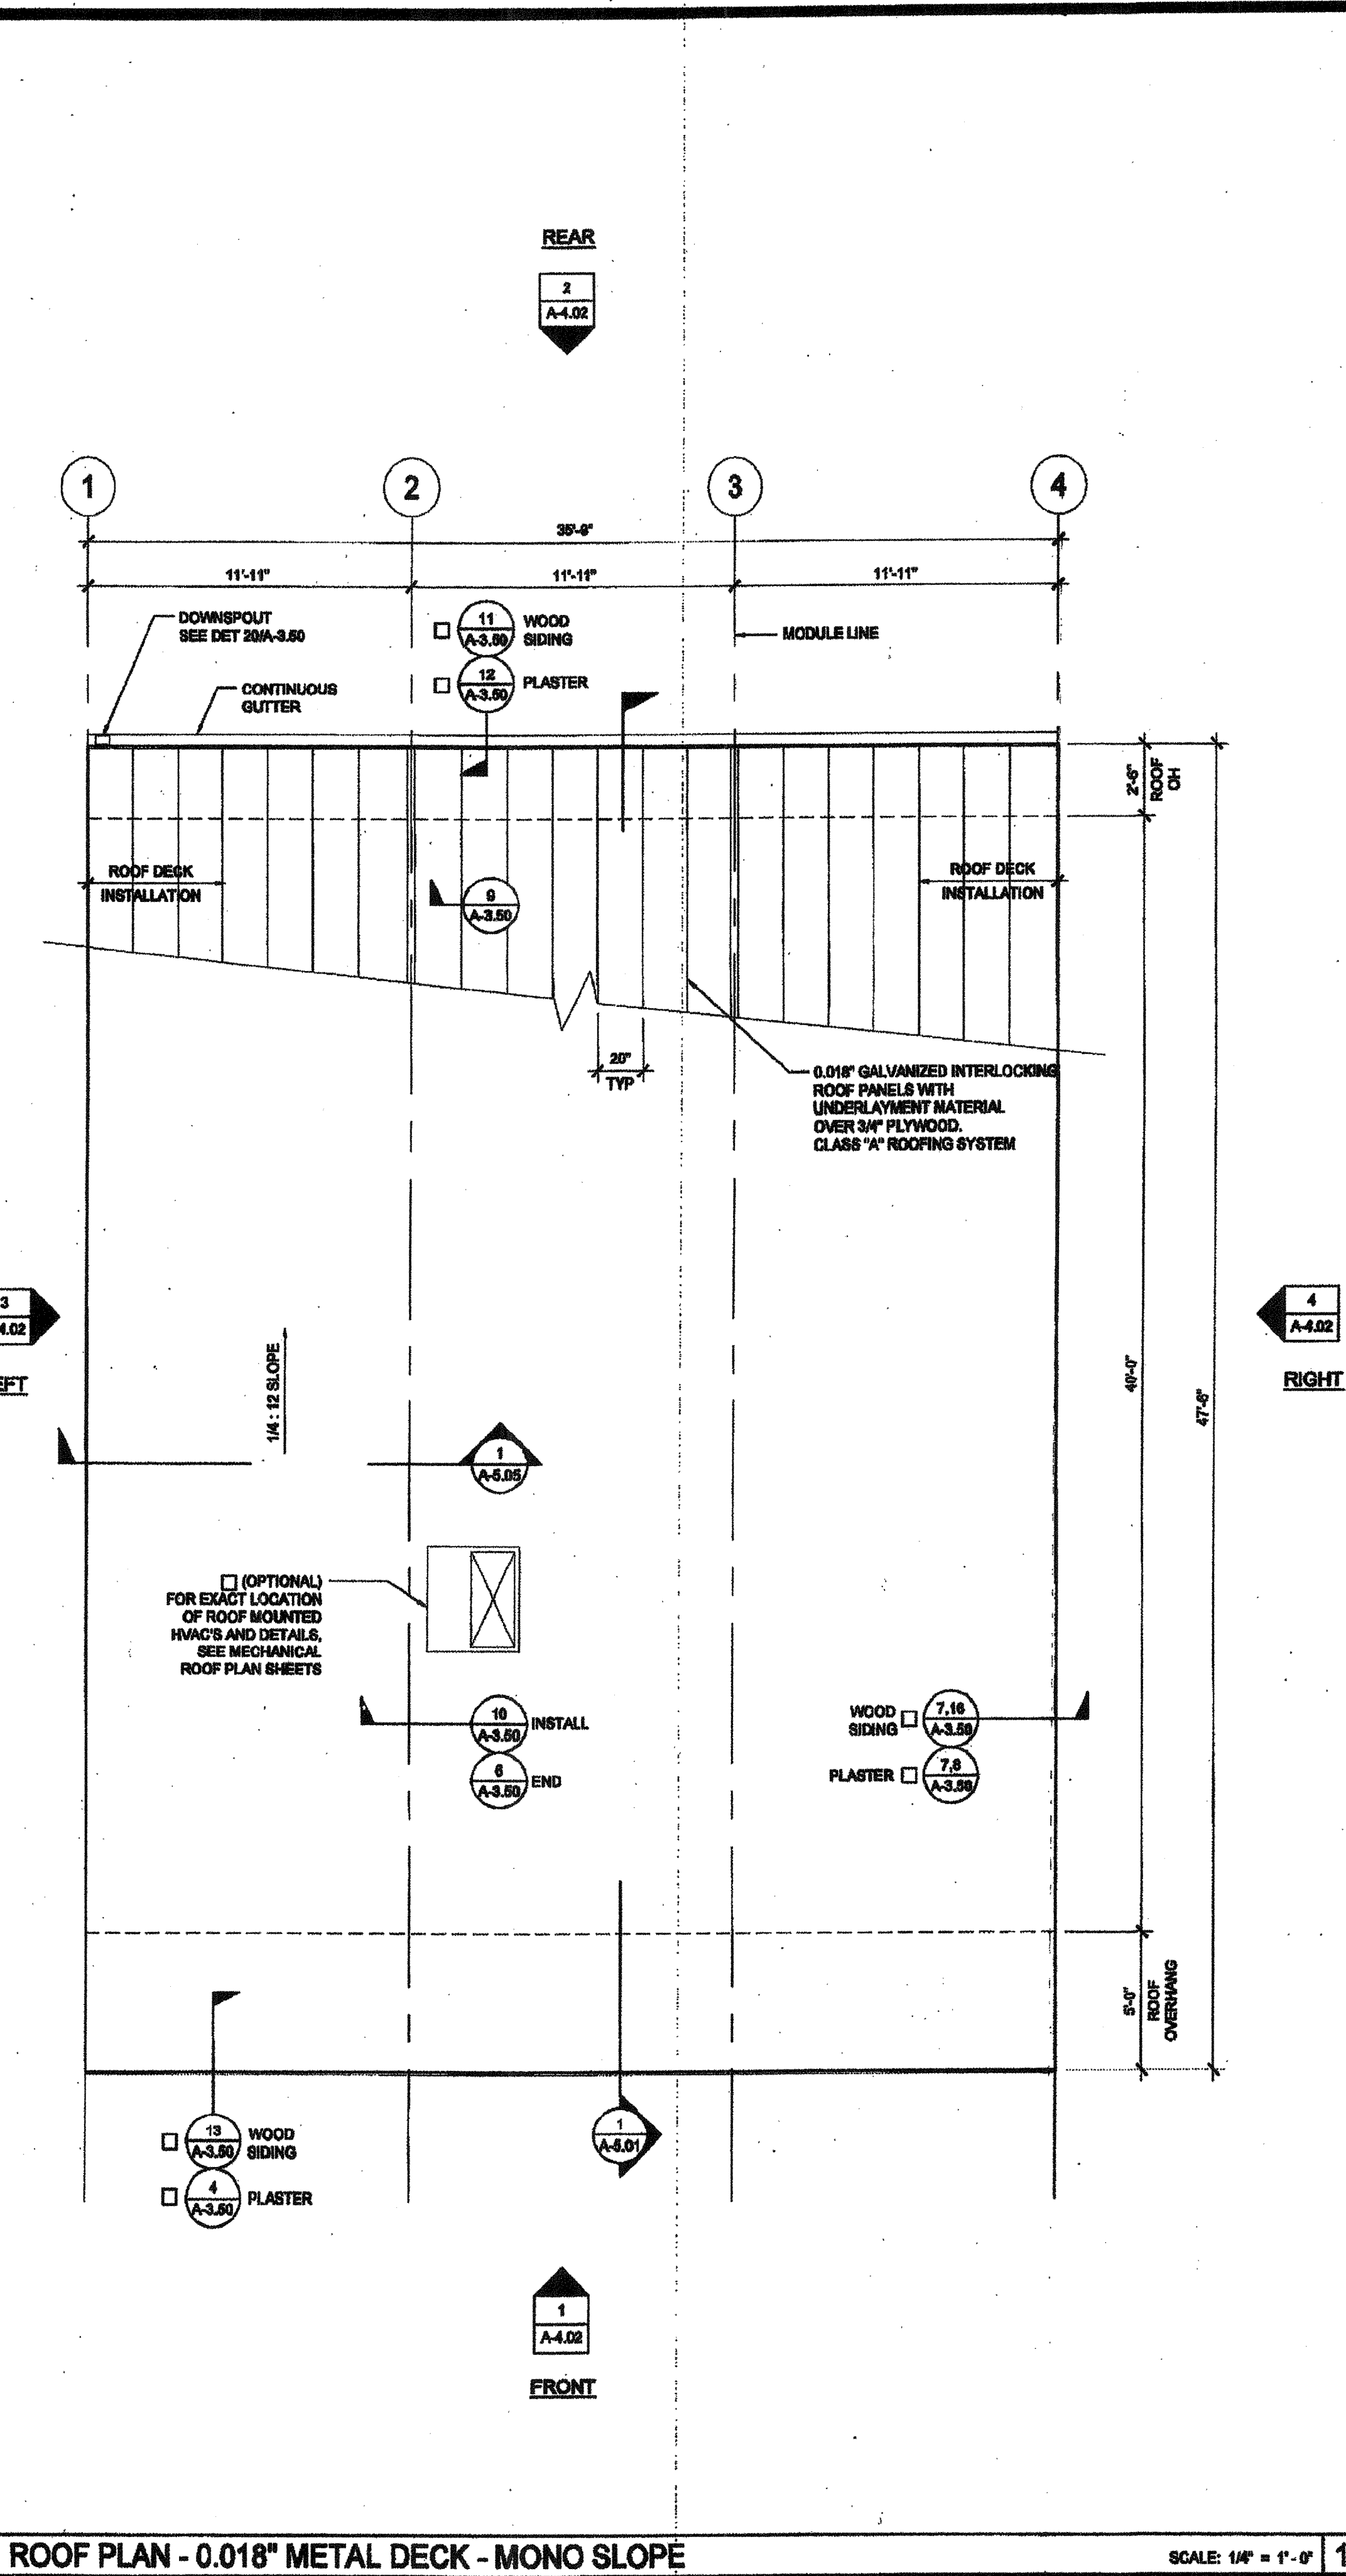 REAR
2
A-4.02
1
2
3
4
35'-9"
11'-11"
11'-11"
11'-11"
DOWNSPOUT
SEE DET 20/A-3.50
11
A-3.50
WOOD
SIDING
MODULE LINE
12
A-3.50
PLASTER
CONTINUOUS
GUTTER
2'-6"
ROOF
OH
ROOF DECK
INSTALLATION
ROOF DECK
INSTALLATION
9
A-3.50
20"
TYP
0.018" GALVANIZED INTERLOCKING
ROOF PANELS WITH
UNDERLAYMENT MATERIAL
OVER 3/4" PLYWOOD.
CLASS "A" ROOFING SYSTEM
3
4.02
EFT
4
A-4.02
RIGHT
1/4 : 12 SLOPE
40'-0"
47'-6"
1
A-5.05
(OPTIONAL)
FOR EXACT LOCATION
OF ROOF MOUNTED
HVAC'S AND DETAILS,
SEE MECHANICAL
ROOF PLAN SHEETS
10
A-3.50
INSTALL
6
A-3.50
END
WOOD
SIDING
7,16
A-3.50
PLASTER
7,8
A-3.50
5'-0"
ROOF
OVERHANG
13
A-3.50
WOOD
SIDING
4
A-3.50
PLASTER
1
A-5.01
1
A-4.02
FRONT
ROOF PLAN - 0.018" METAL DECK - MONO SLOPE
SCALE: 1/4" = 1'-0"
1